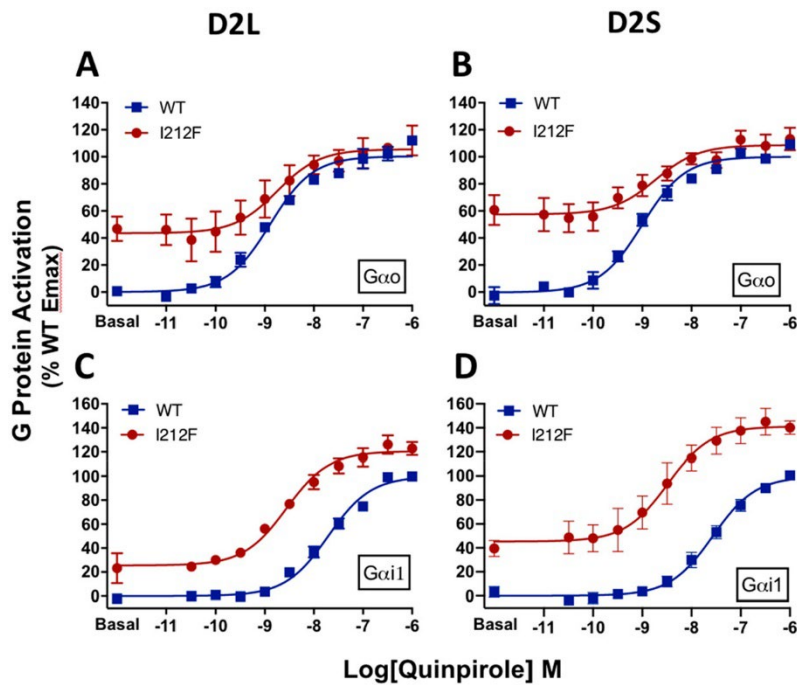 D2L D2S
A B
WT WT
I212F I212F
140 140
120 120
100 100
80 80
60 60
40 40
20 20
0 0
Gαo Gαo
Basal -11 -10 -9 -8 -7 -6 Basal -11 -10 -9 -8 -7 -6
G Protein Activation
(% WT Emax)
C D
WT WT
I212F I212F
160 160
140 140
120 120
100 100
80 80
60 60
40 40
20 20
0 0
Gαi1 Gαi1
Basal -11 -10 -9 -8 -7 -6 Basal -11 -10 -9 -8 -7 -6
Log[Quinpirole] M